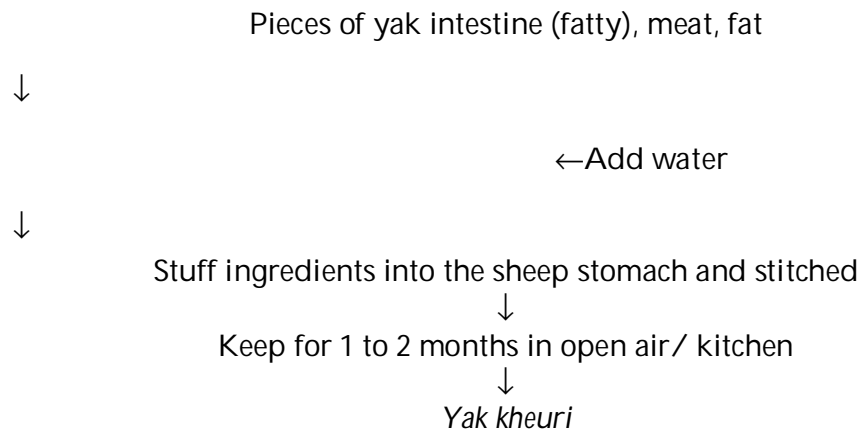 Pieces of yak intestine (fatty), meat, fat
↓
←Add water
↓
Stuff ingredients into the sheep stomach and stitched
↓
Keep for 1 to 2 months in open air/ kitchen
↓
Yak kheuri